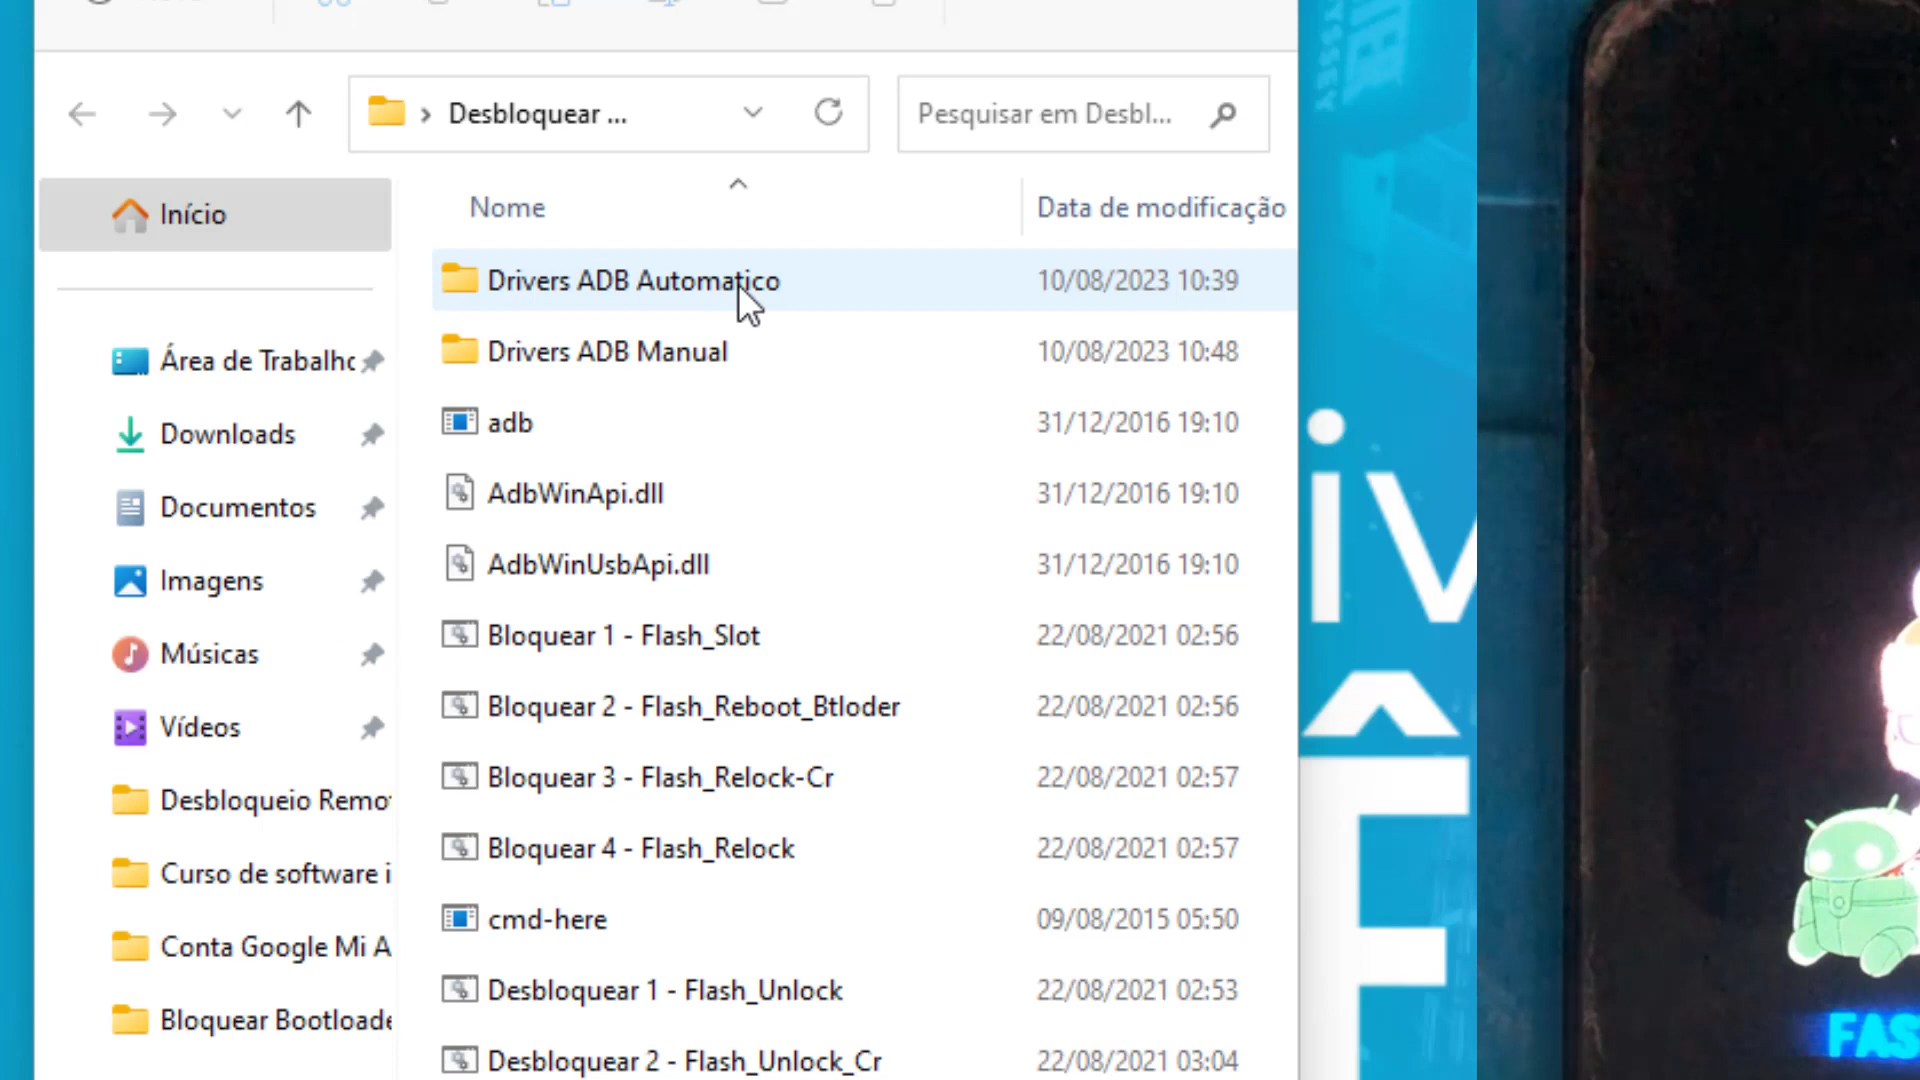 Desbloquear ...
Pesquisar em Desbl...
Início
Nome
Data de modificação
Drivers ADB Automatico
10/08/2023 10:39
Drivers ADB Manual
10/08/2023 10:48
Área de Trabalho
adb
31/12/2016 19:10
Downloads
AdbWinApi.dll
31/12/2016 19:10
Documentos
AdbWinUsbApi.dll
31/12/2016 19:10
Imagens
Bloquear 1 - Flash_Slot
22/08/2021 02:56
Músicas
Bloquear 2 - Flash_Reboot_Btloder
22/08/2021 02:56
Vídeos
Bloquear 3 - Flash_Relock-Cr
22/08/2021 02:57
Desbloqueio Remot
Bloquear 4 - Flash_Relock
22/08/2021 02:57
Curso de software i
cmd-here
09/08/2015 05:50
Conta Google Mi A
Desbloquear 1 - Flash_Unlock
22/08/2021 02:53
Bloquear Bootloade
Desbloquear 2 - Flash_Unlock_Cr
22/08/2021 03:04
iv
Ê
FAS